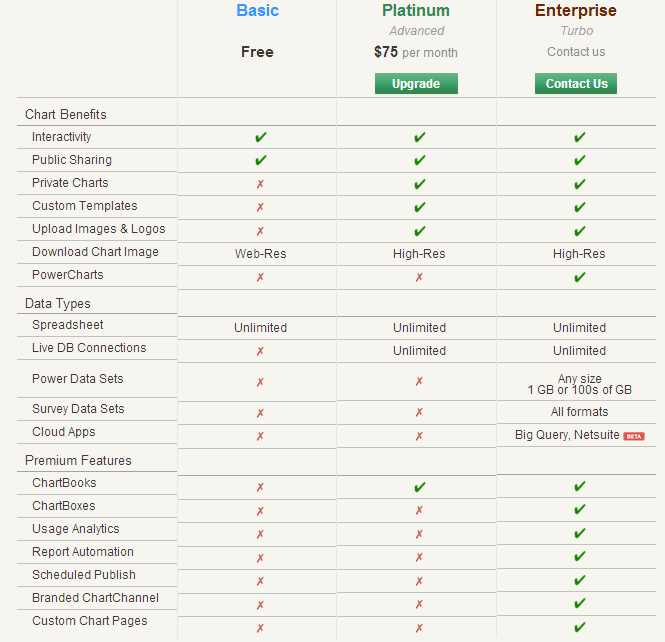 Basic Platinum Enterprise
Advanced Turbo
Free $75 per month Contact us
Upgrade Contact Us
Chart Benefits
Interactivity ✔ ✔ ✔
Public Sharing ✔ ✔ ✔
Private Charts ✗ ✔ ✔
Custom Templates ✗ ✔ ✔
Upload Images & Logos ✗ ✔ ✔
Download Chart Image Web-Res High-Res High-Res
PowerCharts ✗ ✗ ✔
Data Types
Spreadsheet Unlimited Unlimited Unlimited
Live DB Connections ✗ Unlimited Unlimited
Power Data Sets ✗ ✗ Any size
1 GB or 100s of GB
Survey Data Sets ✗ ✗ All formats
Cloud Apps ✗ ✗ Big Query, Netsuite BETA
Premium Features
ChartBooks ✗ ✔ ✔
ChartBoxes ✗ ✗ ✔
Usage Analytics ✗ ✗ ✔
Report Automation ✗ ✗ ✔
Scheduled Publish ✗ ✗ ✔
Branded ChartChannel ✗ ✗ ✔
Custom Chart Pages ✗ ✗ ✔